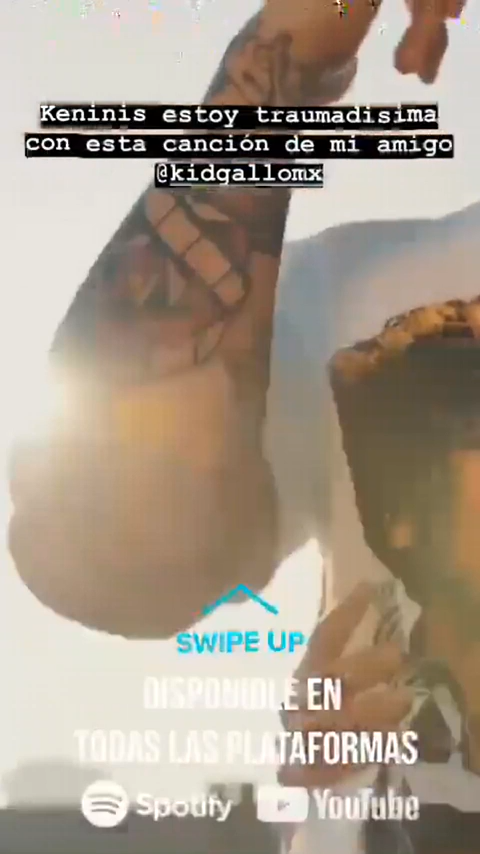 Keninis estoy traumadisima
con esta canción de mi amigo
@kidgallomx
SWIPE UP
DISPONIBLE EN
TODAS LAS PLATAFORMAS
Spotify YouTube